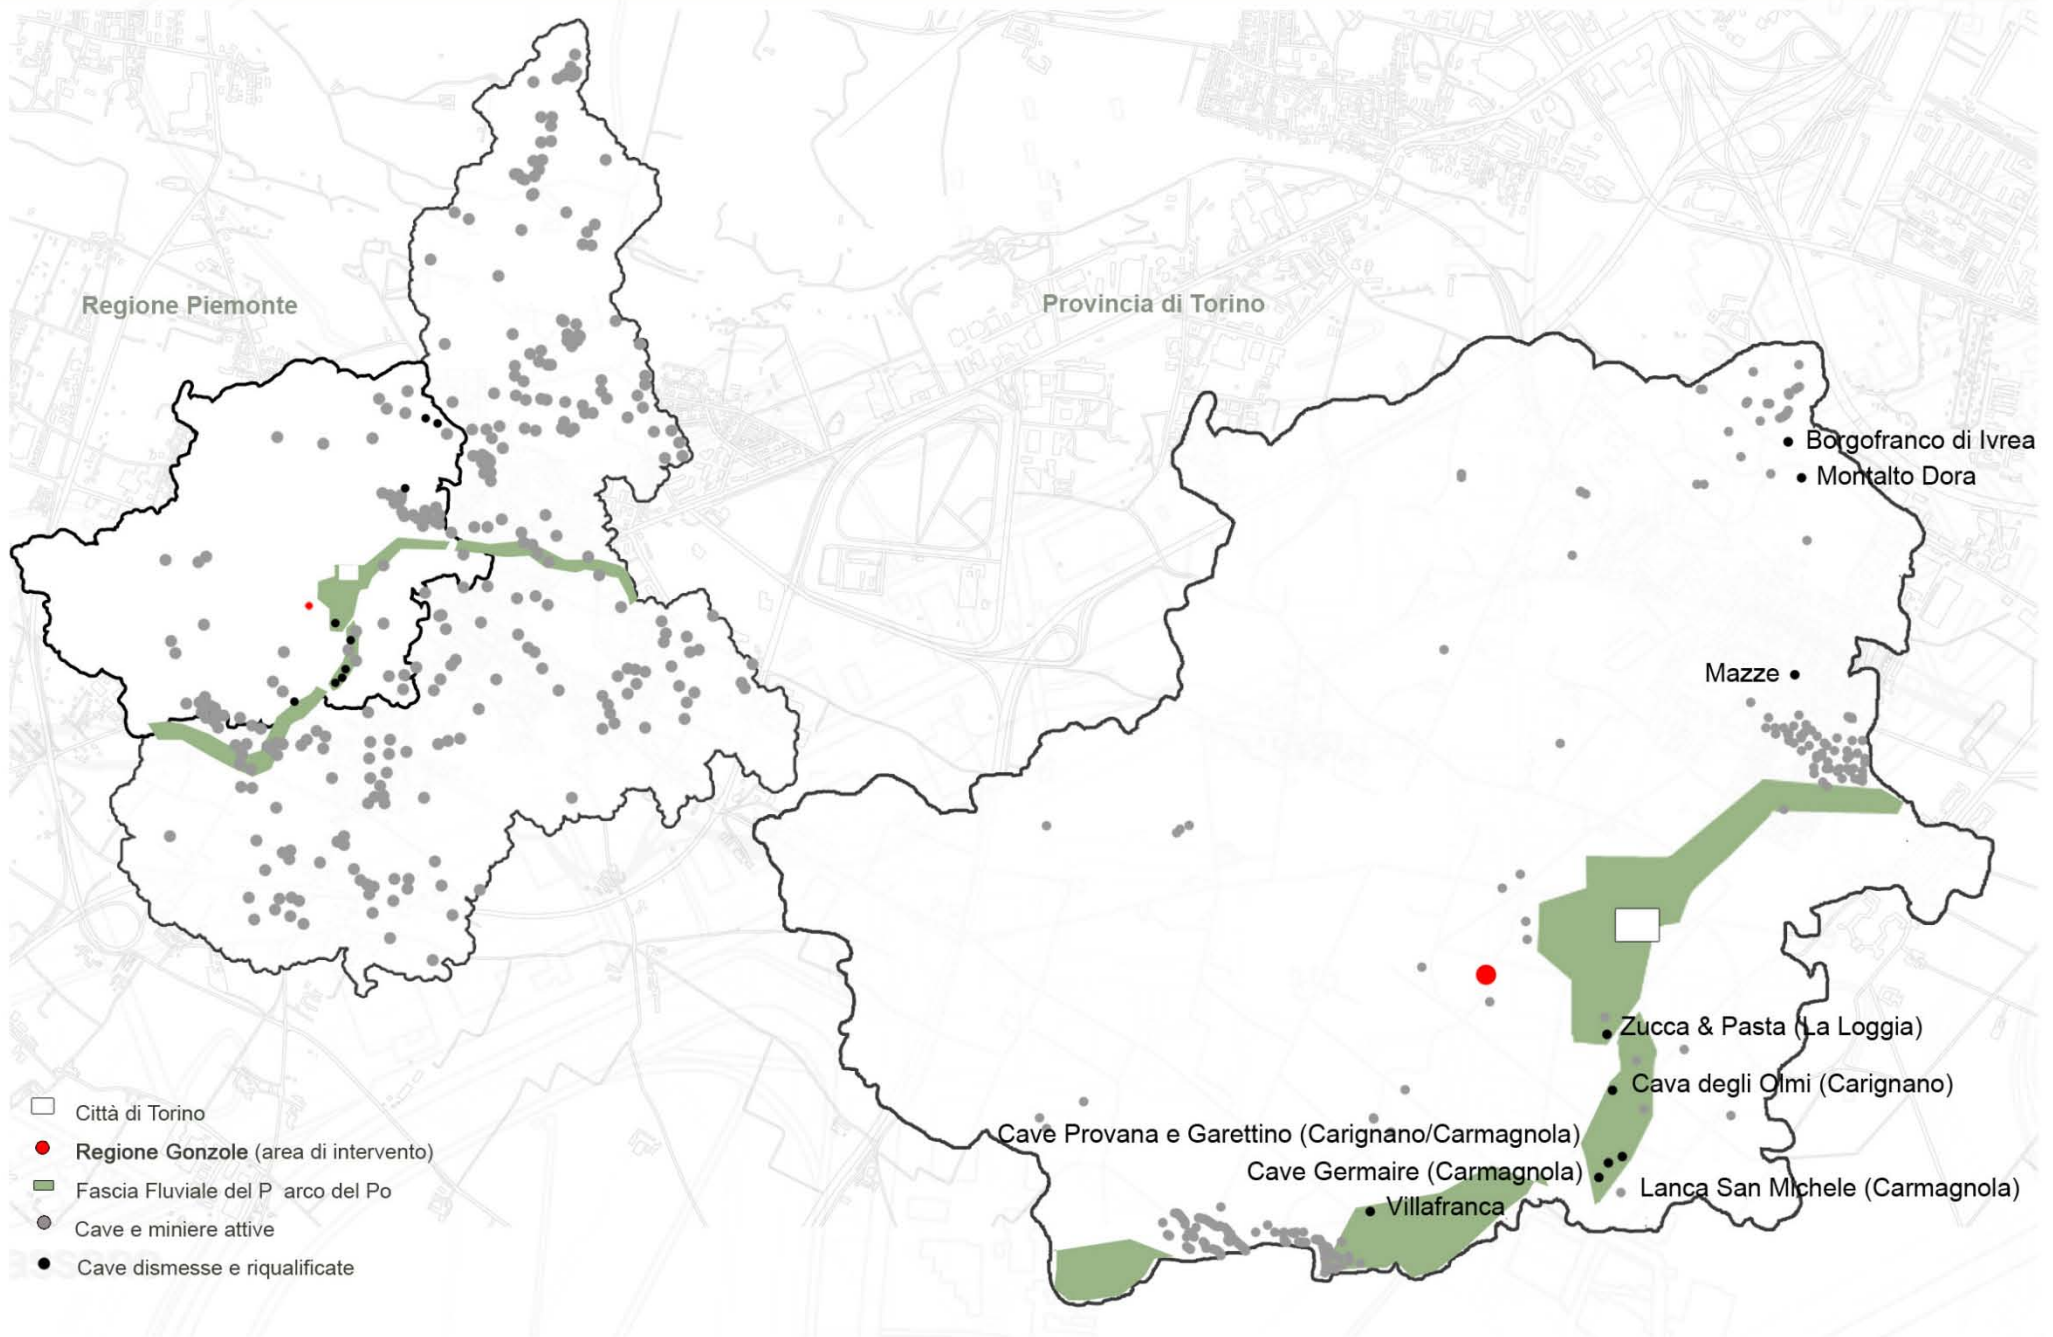 Regione Piemonte
Provincia di Torino
Borgofranco di Ivrea
Montalto Dora
Mazze
Zucca & Pasta (La Loggia)
Cava degli Olmi (Carignano)
Cave Provana e Garettino (Carignano/Carmagnola)
Cave Germaire (Carmagnola)
Lanca San Michele (Carmagnola)
Villafranca
Città di Torino
Regione Gonzole (area di intervento)
Fascia Fluviale del P arco del Po
Cave e miniere attive
Cave dismesse e riqualificate